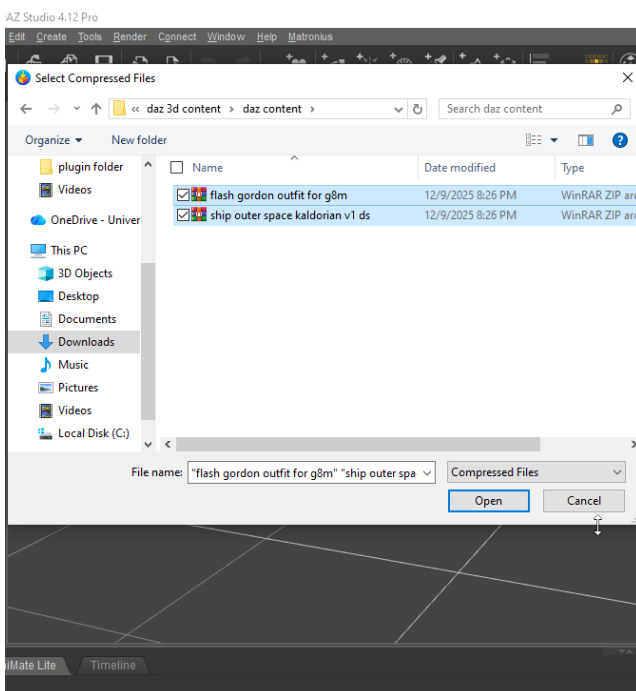 AZ Studio 4.12 Pro
Edit Create Tools Render Connect Window Help Matronius
Select Compressed Files
« daz 3d content › daz content ›
Search daz content
Organize
New folder
plugin folder
Name
Date modified
Type
Videos
flash gordon outfit for g8m
12/9/2025 8:26 PM
WinRAR ZIP ar
OneDrive - Univer
ship outer space kaldorian v1 ds
12/9/2025 8:26 PM
WinRAR ZIP ar
This PC
3D Objects
Desktop
Documents
Downloads
Music
Pictures
Videos
Local Disk (C:)
File name:
"flash gordon outfit for g8m" "ship outer spa
Compressed Files
Open
Cancel
niMate Lite
Timeline